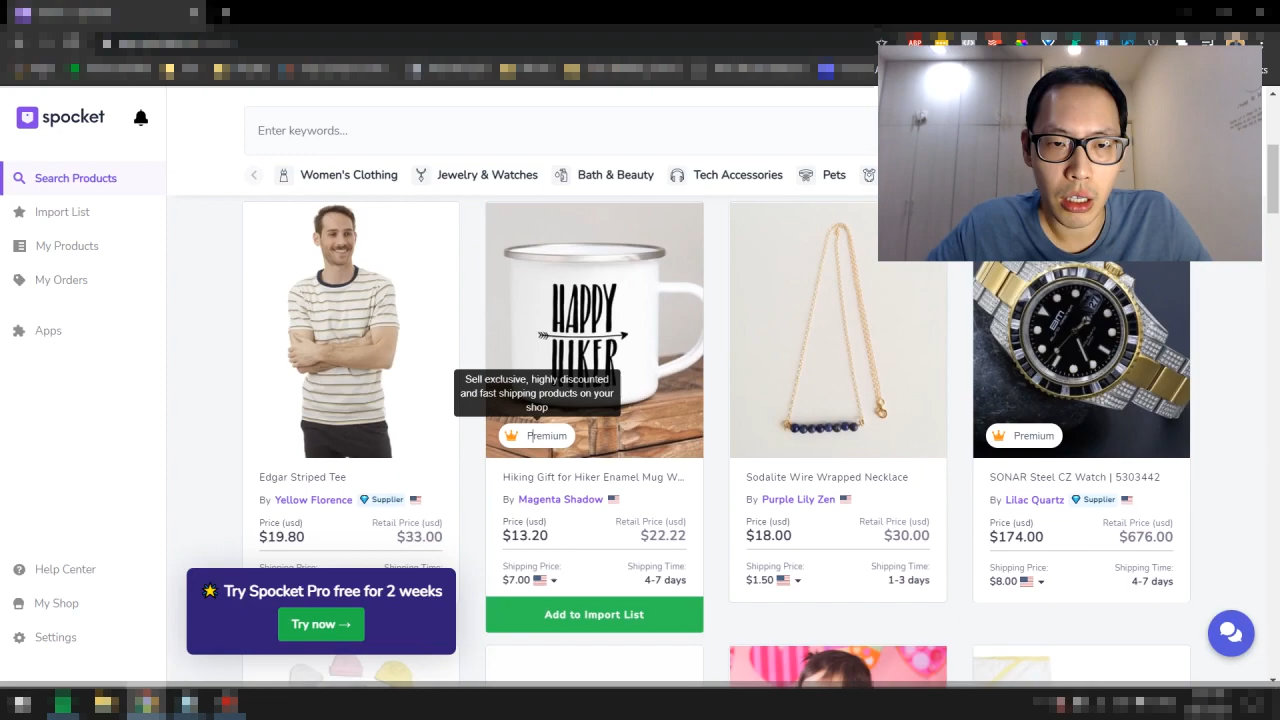 ABP
spocket
Enter keywords...
Women's Clothing
Jewelry & Watches
Bath & Beauty
Tech Accessories
Pets
Search Products
Import List
My Products
My Orders
Apps
Help Center
My Shop
Settings
HAPPY
HIKER
Sell exclusive, highly discounted
and fast shipping products on your
shop
Premium
Premium
Edgar Striped Tee
By Yellow Florence Supplier
Price (usd) Retail Price (usd)
$19.80 $33.00
Shipping Price: Shipping Time:
Hiking Gift for Hiker Enamel Mug W...
By Magenta Shadow
Price (usd) Retail Price (usd)
$13.20 $22.22
Shipping Price: Shipping Time:
$7.00 4-7 days
Add to Import List
Sodalite Wire Wrapped Necklace
By Purple Lily Zen
Price (usd) Retail Price (usd)
$18.00 $30.00
Shipping Price: Shipping Time:
$1.50 1-3 days
SONAR Steel CZ Watch | 5303442
By Lilac Quartz Supplier
Price (usd) Retail Price (usd)
$174.00 $676.00
Shipping Price: Shipping Time:
$8.00 4-7 days
Try Spocket Pro free for 2 weeks
Try now →